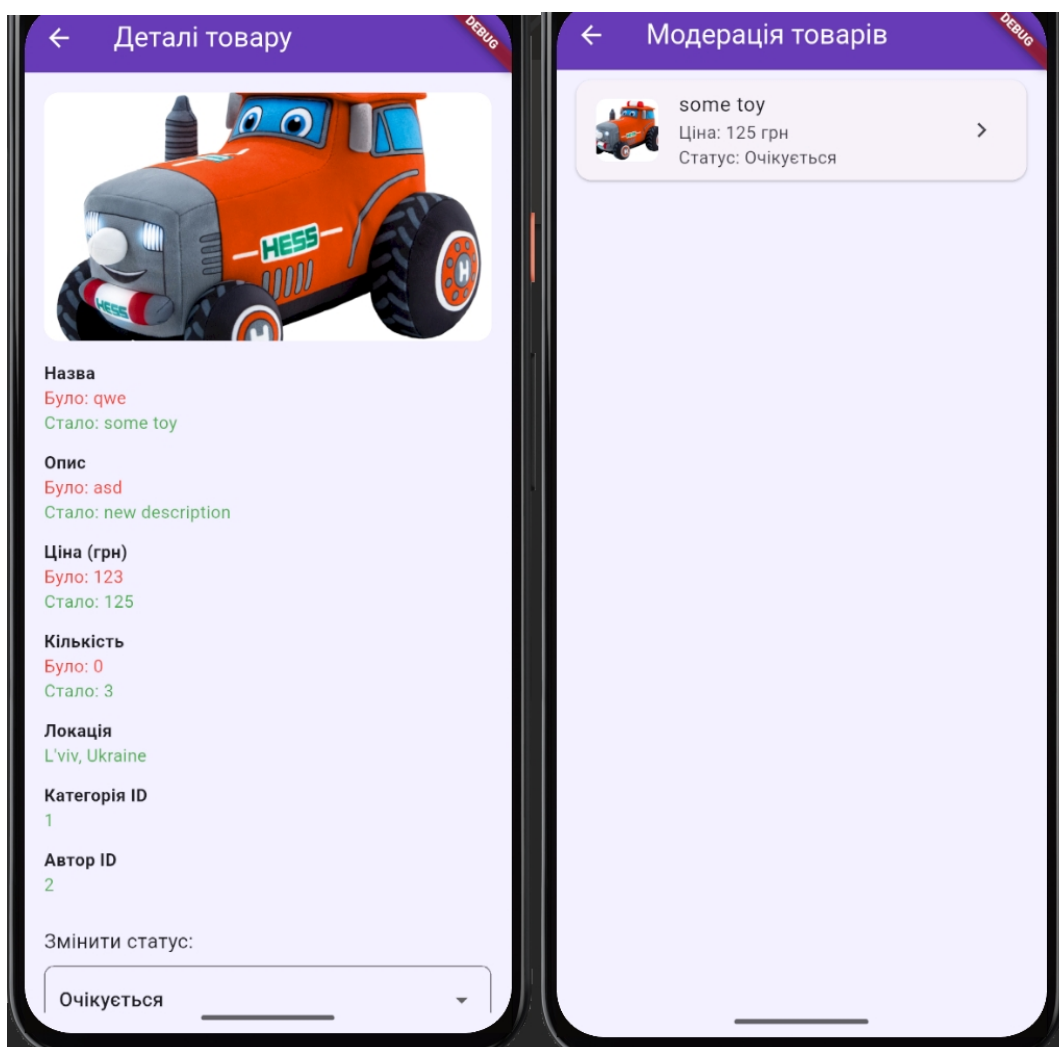 Деталі товару
DEBUG
HESS
H
HESS
H
Назва
Було: qwe
Стало: some toy
Опис
Було: asd
Стало: new description
Ціна (грн)
Було: 123
Стало: 125
Кількість
Було: 0
Стало: 3
Локація
L'viv, Ukraine
Категорія ID
1
Автор ID
2
Змінити статус:
Очікується
Модерація товарів
DEBUG
some toy
Ціна: 125 грн
Статус: Очікується